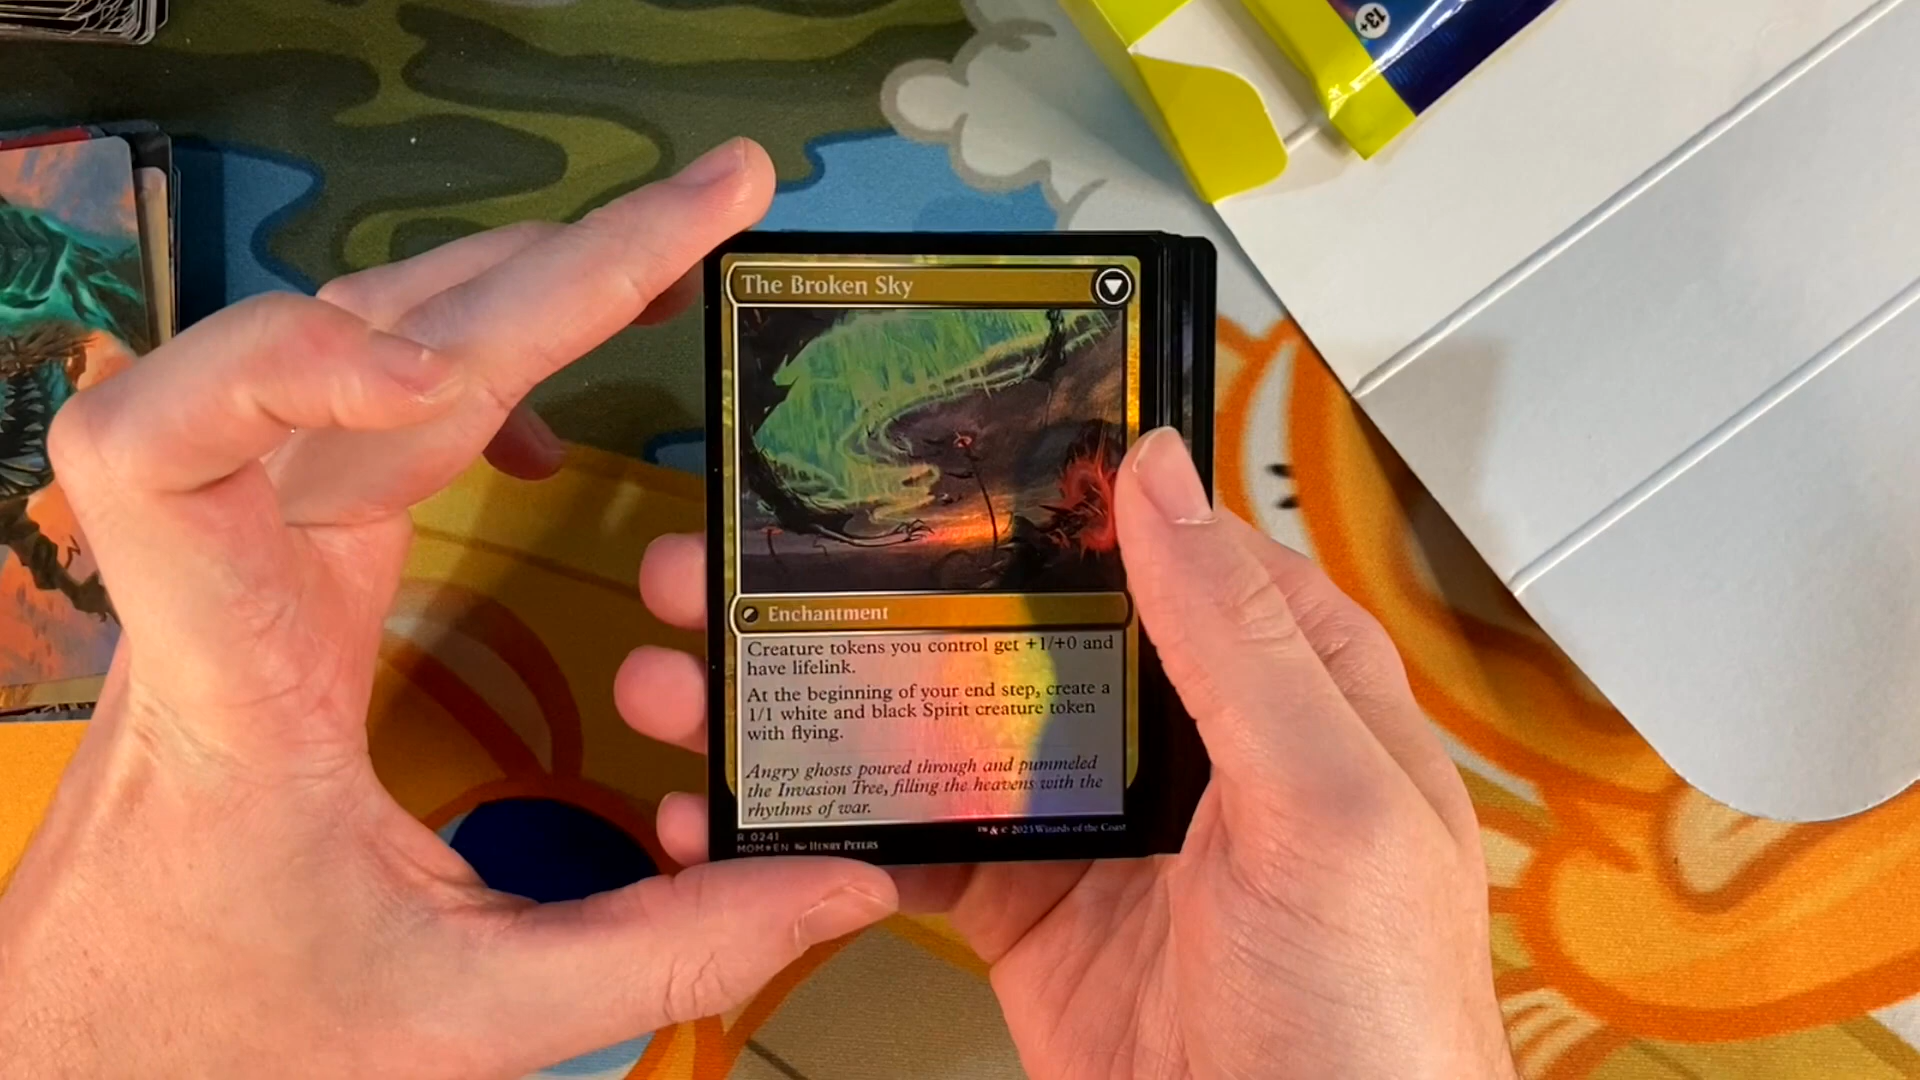 13+
The Broken Sky
Enchantment
Creature tokens you control get +1/+0 and
have lifelink.
At the beginning of your end step, create a
1/1 white and black Spirit creature token
with flying.
Angry ghosts poured through and pummeled
the Invasion Tree, filling the heavens with the
rhythms of war.
R 0241
™ & © 2023 Wizards of the Coast
MOM★EN Henry Peters